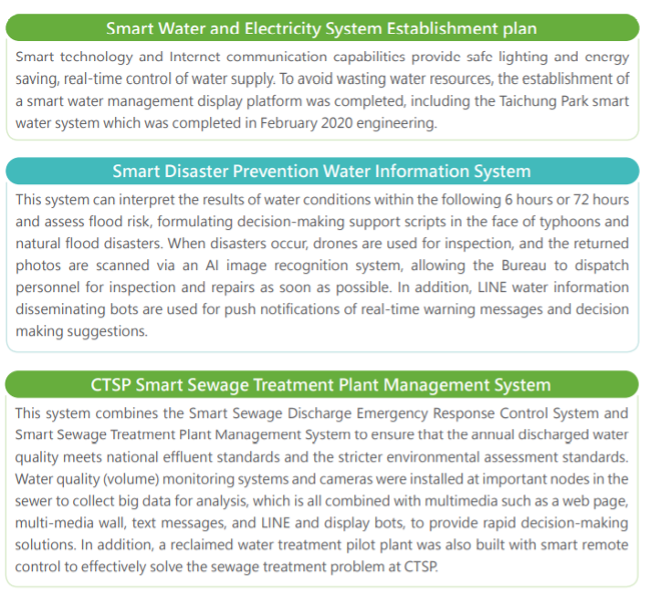 Smart Water and Electricity System Establishment plan
Smart technology and Internet communication capabilities provide safe lighting and energy
saving, real-time control of water supply. To avoid wasting water resources, the establishment of
a smart water management display platform was completed, including the Taichung Park smart
water system which was completed in February 2020 engineering.
Smart Disaster Prevention Water Information System
This system can interpret the results of water conditions within the following 6 hours or 72 hours
and assess flood risk, formulating decision-making support scripts in the face of typhoons and
natural flood disasters. When disasters occur, drones are used for inspection, and the returned
photos are scanned via an AI image recognition system, allowing the Bureau to dispatch
personnel for inspection and repairs as soon as possible. In addition, LINE water information
disseminating bots are used for push notifications of real-time warning messages and decision
making suggestions.
CTSP Smart Sewage Treatment Plant Management System
This system combines the Smart Sewage Discharge Emergency Response Control System and
Smart Sewage Treatment Plant Management System to ensure that the annual discharged water
quality meets national effluent standards and the stricter environmental assessment standards.
Water quality (volume) monitoring systems and cameras were installed at important nodes in the
sewer to collect big data for analysis, which is all combined with multimedia such as a web page,
multi-media wall, text messages, and LINE and display bots, to provide rapid decision-making
solutions. In addition, a reclaimed water treatment pilot plant was also built with smart remote
control to effectively solve the sewage treatment problem at CTSP.